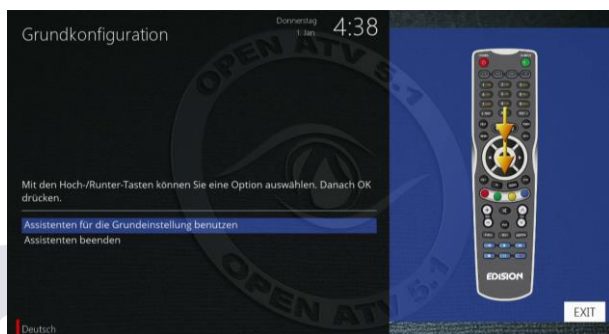 Grundkonfiguration
Donnerstag
1. Jan
4:38
OPEN ATV 5.1
Mit den Hoch-/Runter-Tasten können Sie eine Option auswählen. Danach OK
drücken.
Assistenten für die Grundeinstellung benutzen
Assistenten beenden
OPEN ATV 5.1
Deutsch
EDISION
EXIT